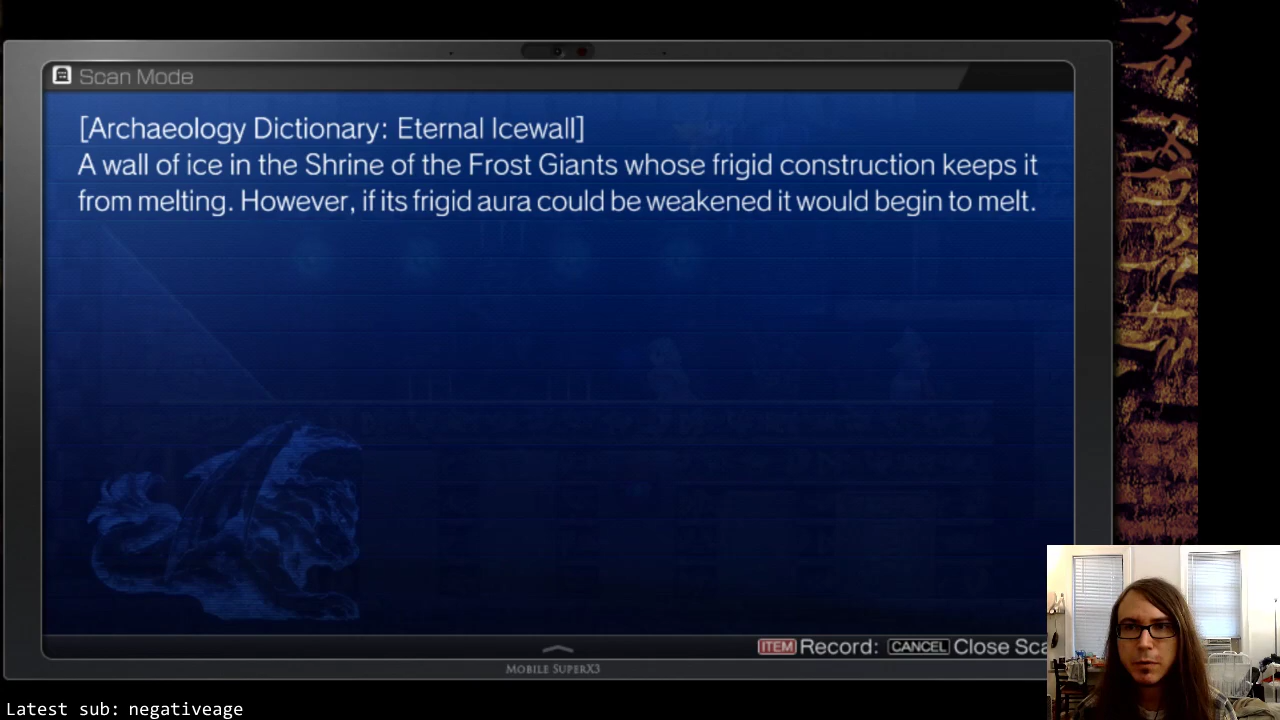 Scan Mode
[Archaeology Dictionary: Eternal Icewall]
A wall of ice in the Shrine of the Frost Giants whose frigid construction keeps it
from melting. However, if its frigid aura could be weakened it would begin to melt.
ITEM Record: CANCEL Close Sca
MOBILE SUPERX3
Latest sub: negativeage